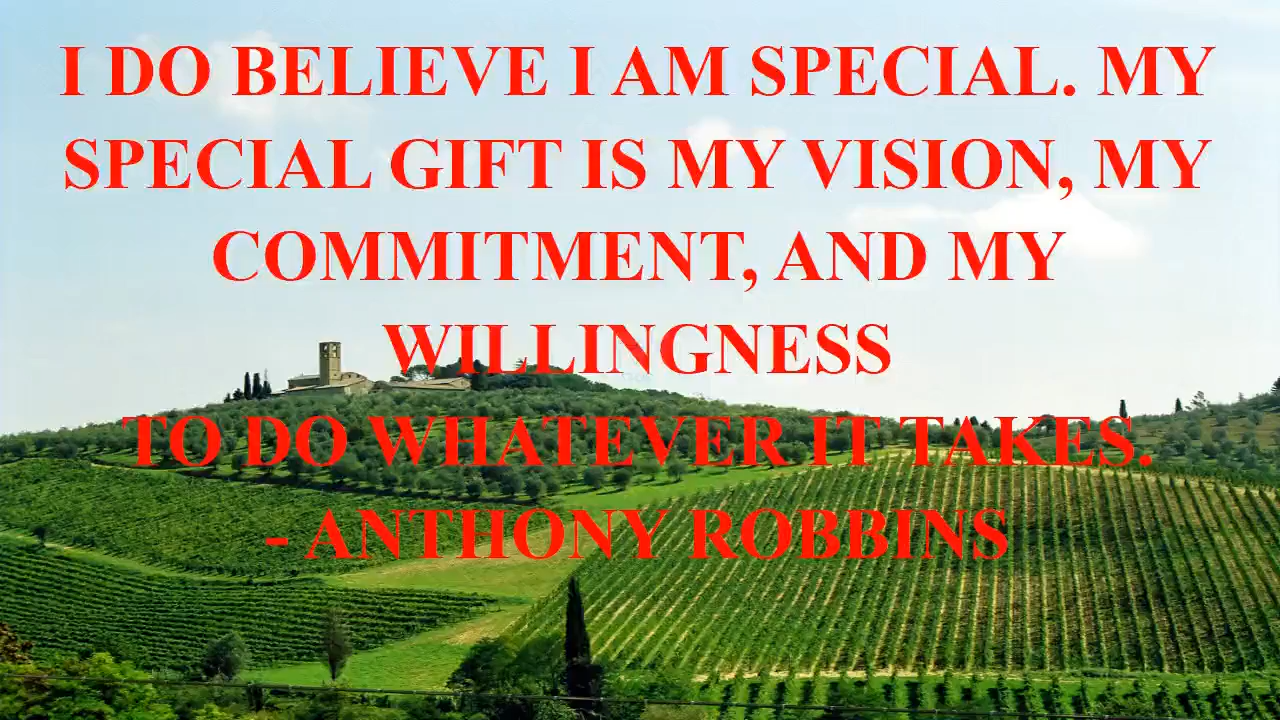 I DO BELIEVE I AM SPECIAL. MY
SPECIAL GIFT IS MY VISION, MY
COMMITMENT, AND MY
WILLINGNESS
TO DO WHATEVER IT TAKES.
- ANTHONY ROBBINS